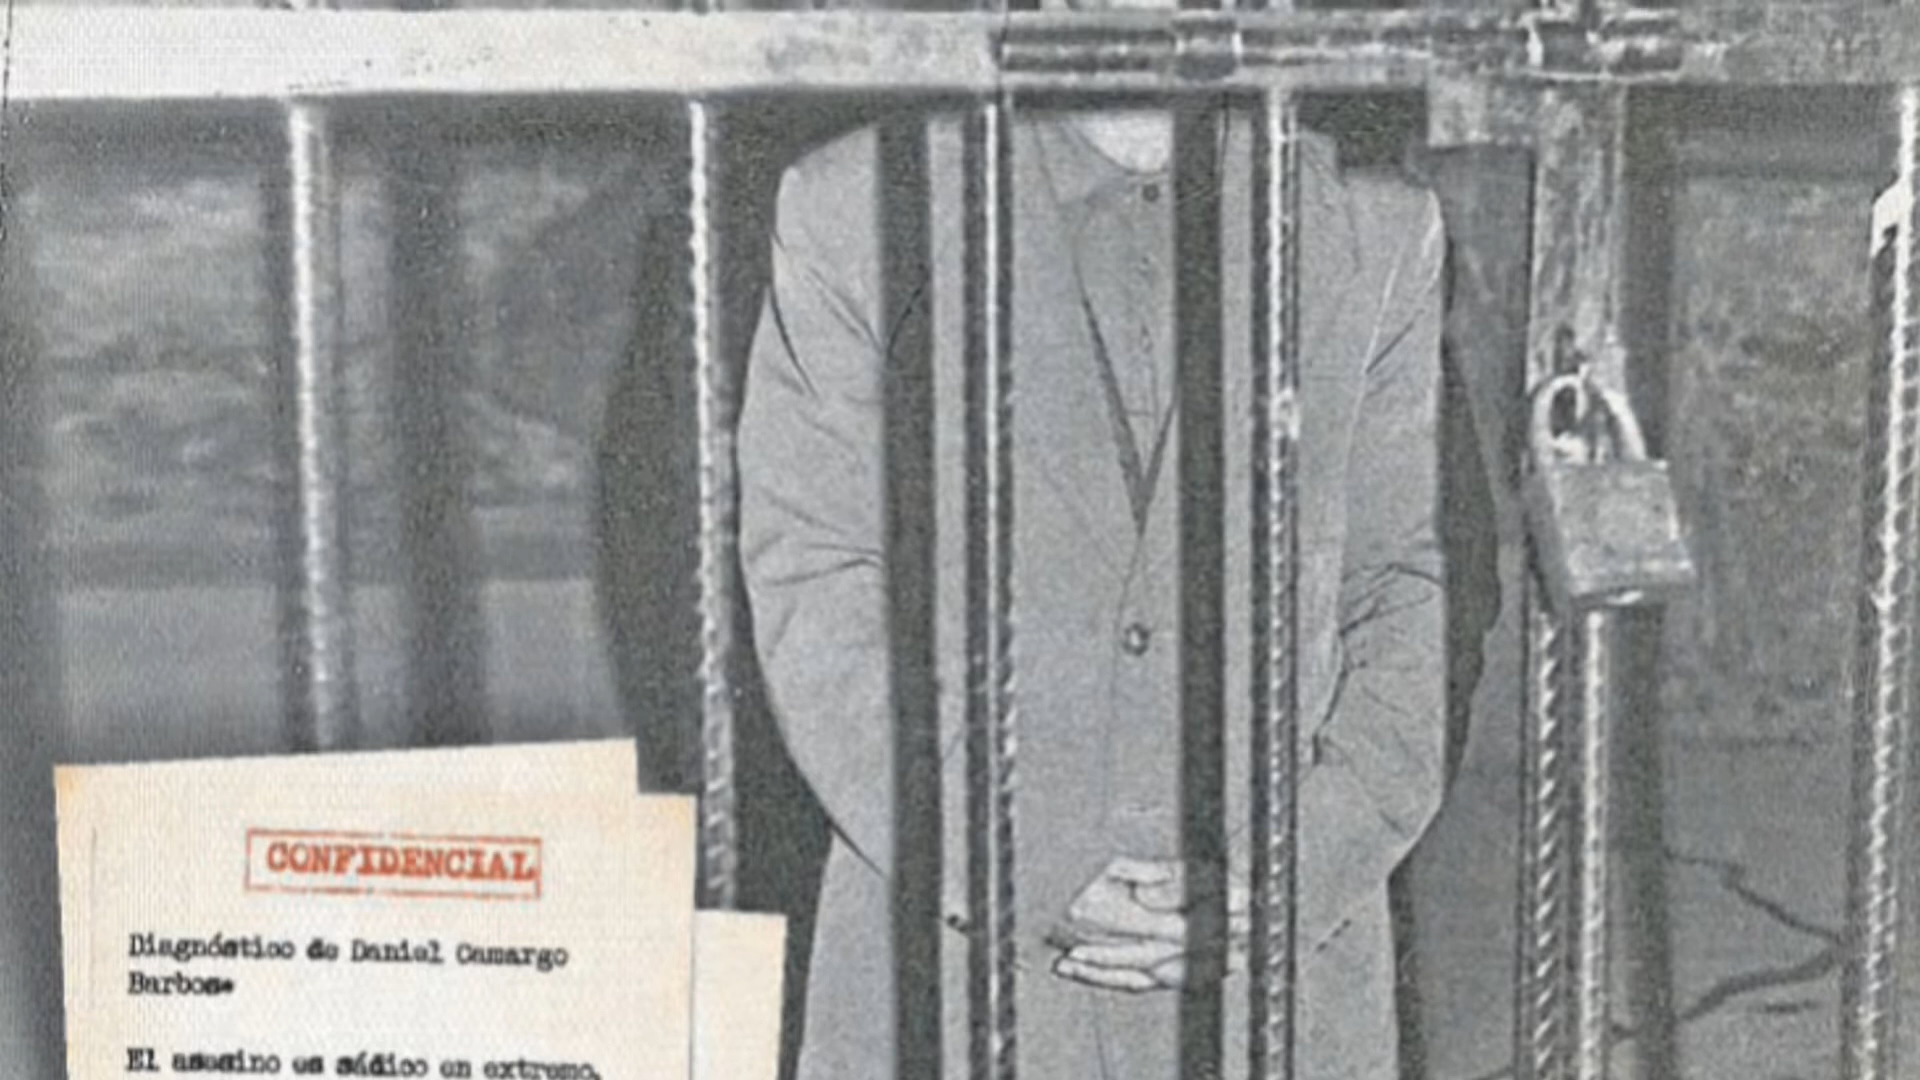 CONFIDENCIAL
Diagnóstico de Daniel Camargo
Barbosa
El asesino es sádico en extremo,